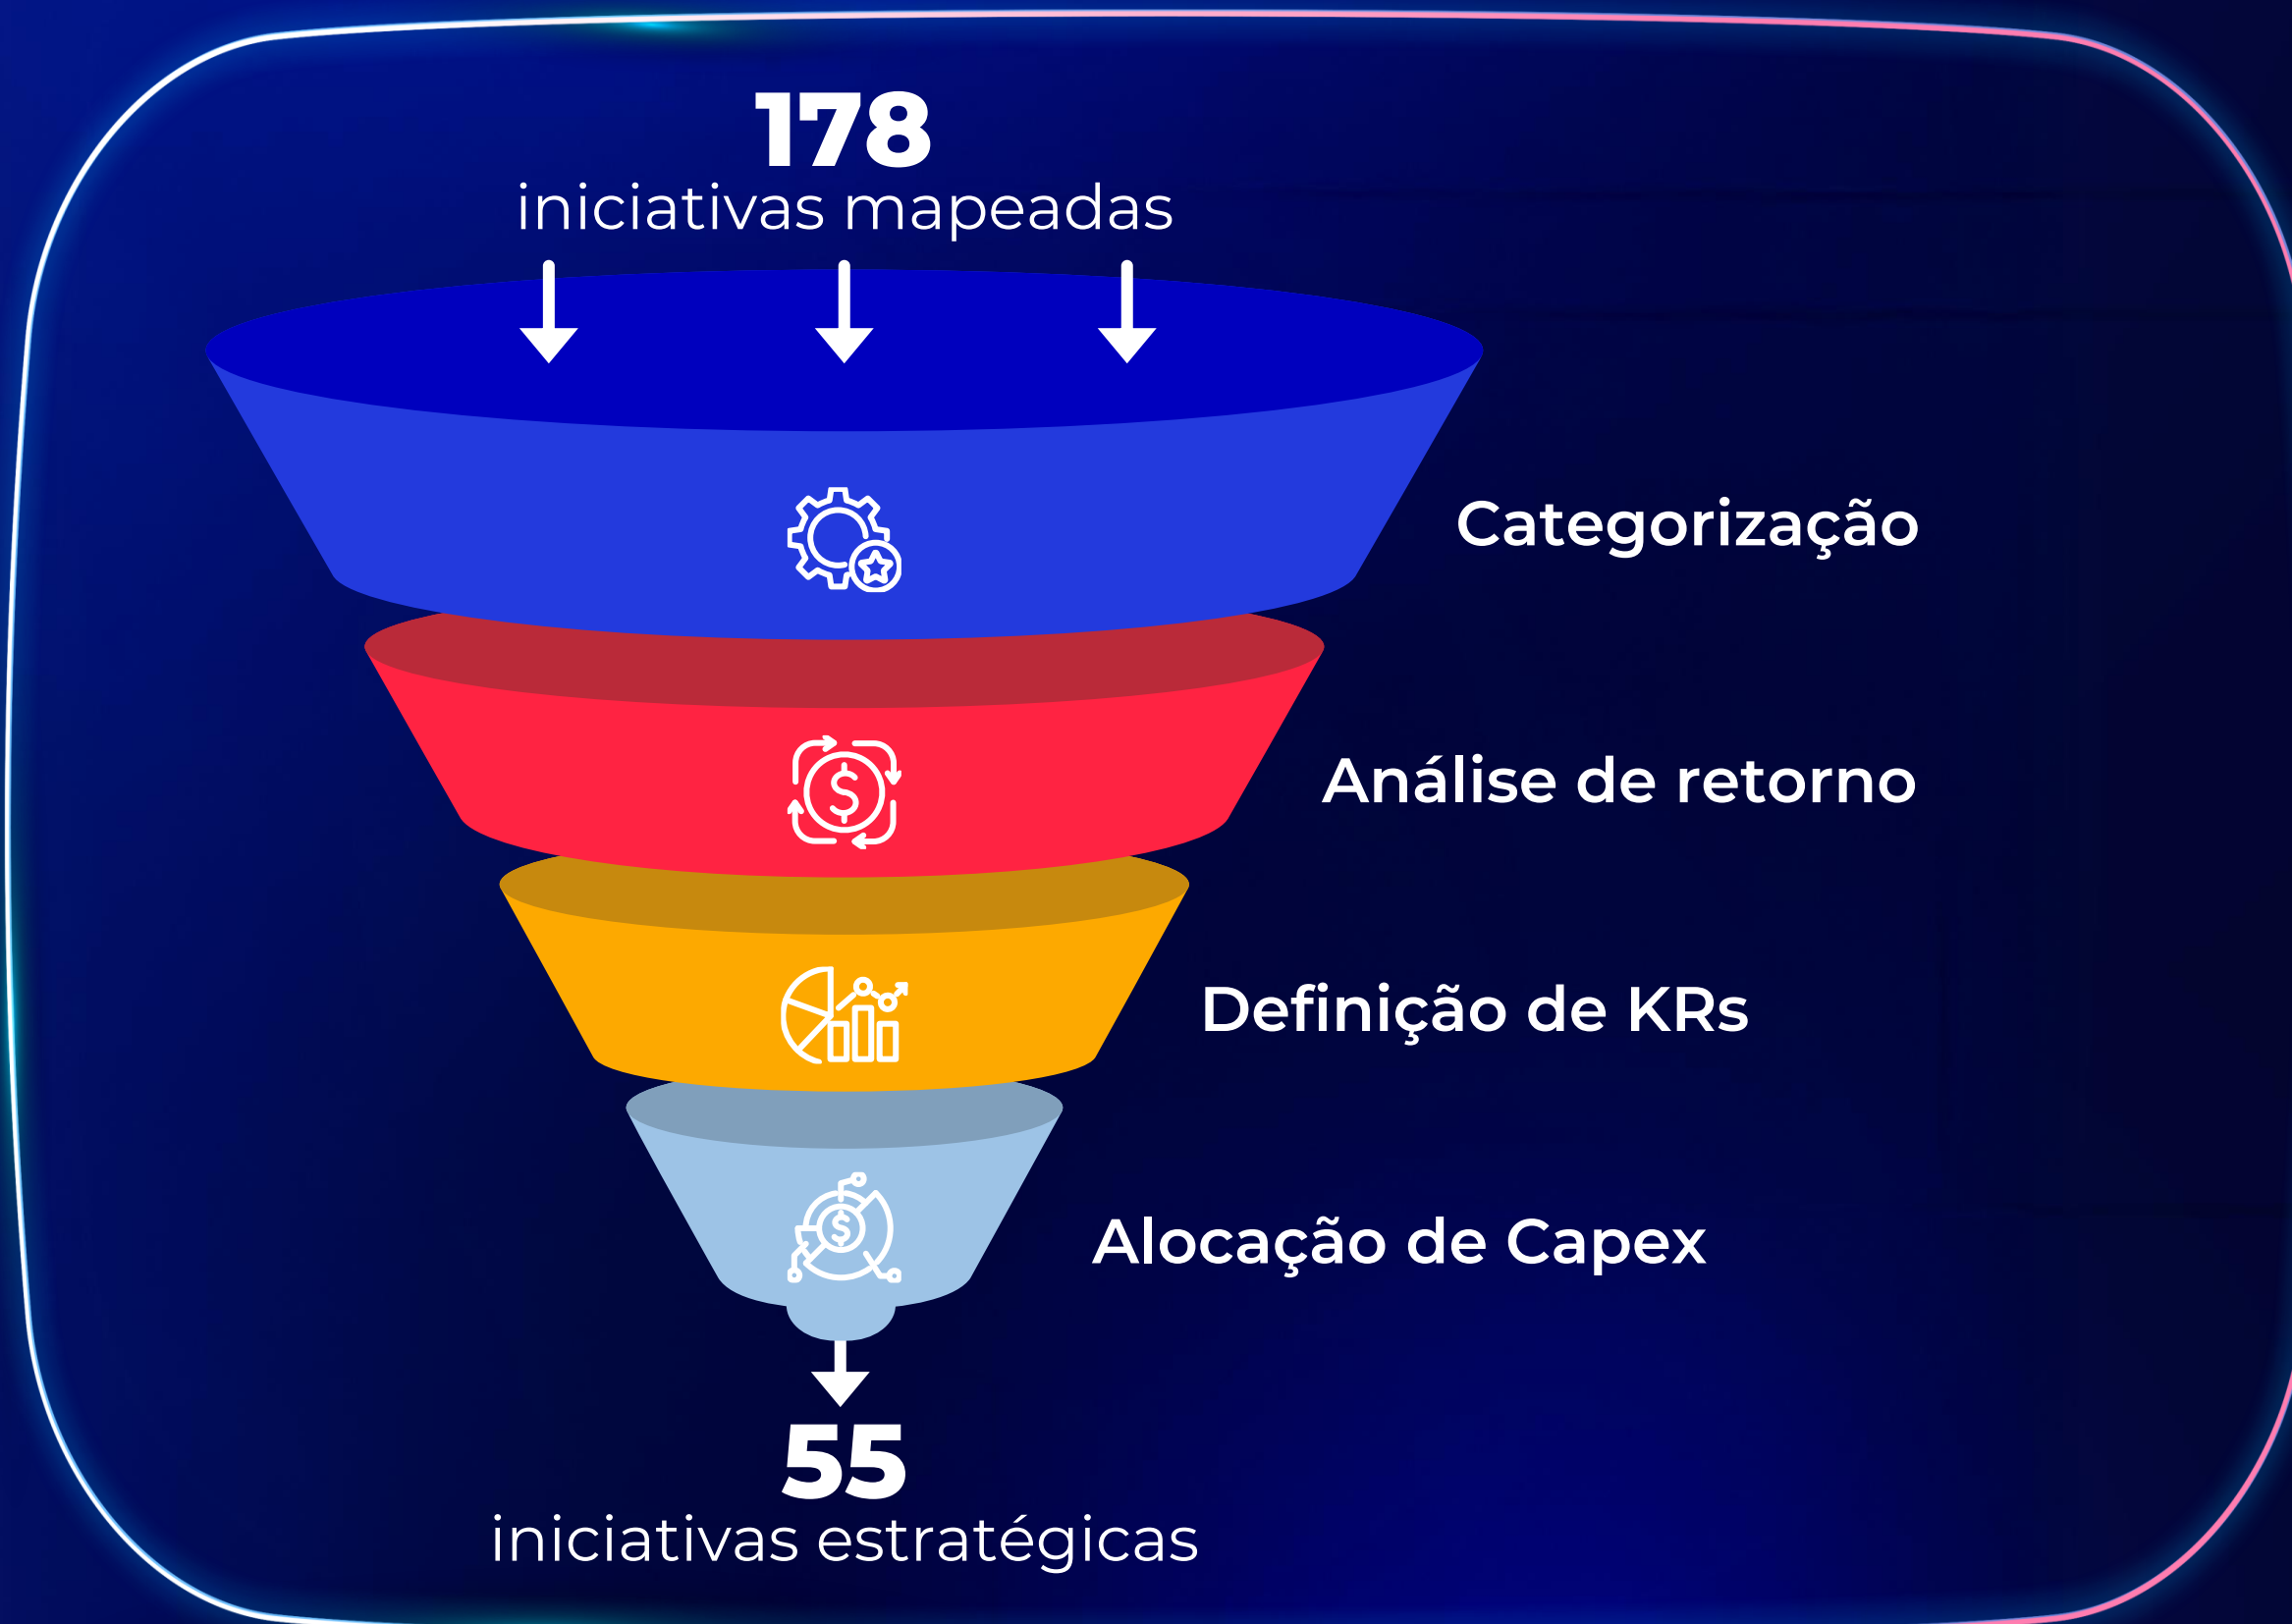 178
iniciativas mapeadas
Categorização
Análise de retorno
Definição de KRs
Alocação de Capex
55
iniciativas estratégicas